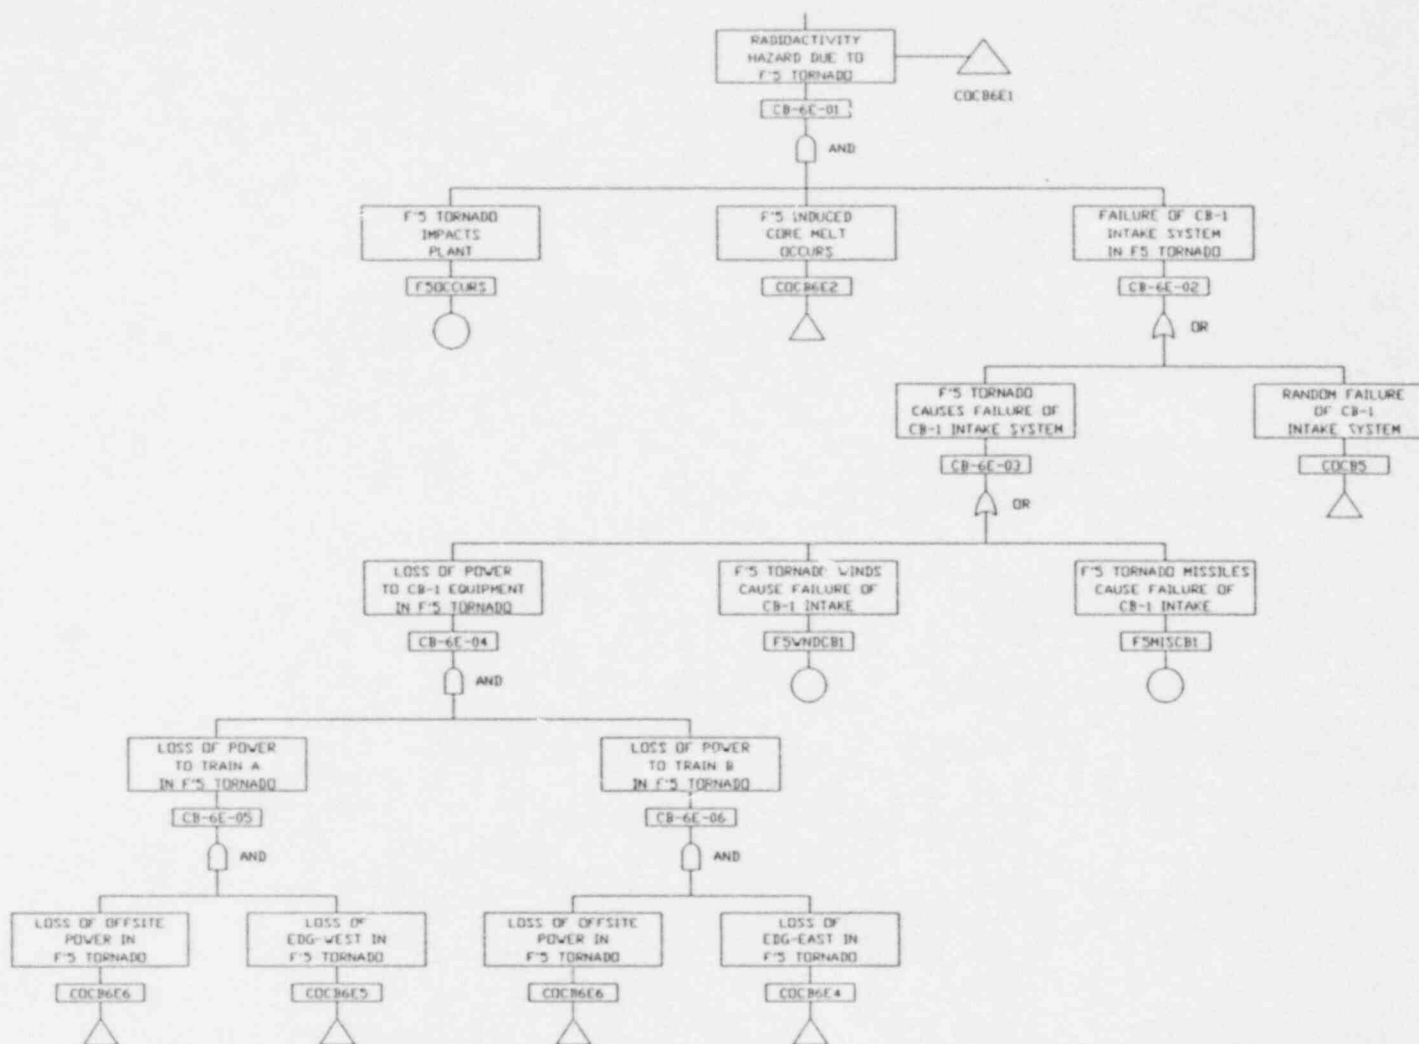 RADIOACTIVITY
HAZARD DUE TO
F'5 TORNADO
COCB6E1
CB-6E-01
AND
F'5 TORNADO
IMPACTS
PLANT
F5OCCURS
F'5 INDUCED
CORE MELT
OCCURS
COCB6E2
FAILURE OF CB-1
INTAKE SYSTEM
IN F5 TORNADO
CB-6E-02
OR
F'5 TORNADO
CAUSES FAILURE OF
CB-1 INTAKE SYSTEM
CB-6E-03
OR
RANDOM FAILURE
OF CB-1
INTAKE SYSTEM
COCB5
LOSS OF POWER
TO CB-1 EQUIPMENT
IN F'5 TORNADO
CB-6E-04
AND
F'5 TORNADO WINDS
CAUSE FAILURE OF
CB-1 INTAKE
F5WNDCB1
F'5 TORNADO MISSILES
CAUSE FAILURE OF
CB-1 INTAKE
F5MISCB1
LOSS OF POWER
TO TRAIN A
IN F'5 TORNADO
CB-6E-05
AND
LOSS OF POWER
TO TRAIN B
IN F'5 TORNADO
CB-6E-06
AND
LOSS OF OFFSITE
POWER IN
F'5 TORNADO
COCB6E6
LOSS OF
EDG-WEST IN
F'5 TORNADO
COCB6E5
LOSS OF OFFSITE
POWER IN
F'5 TORNADO
COCB6E6
LOSS OF
EDG-EAST IN
F'5 TORNADO
COCB6E4